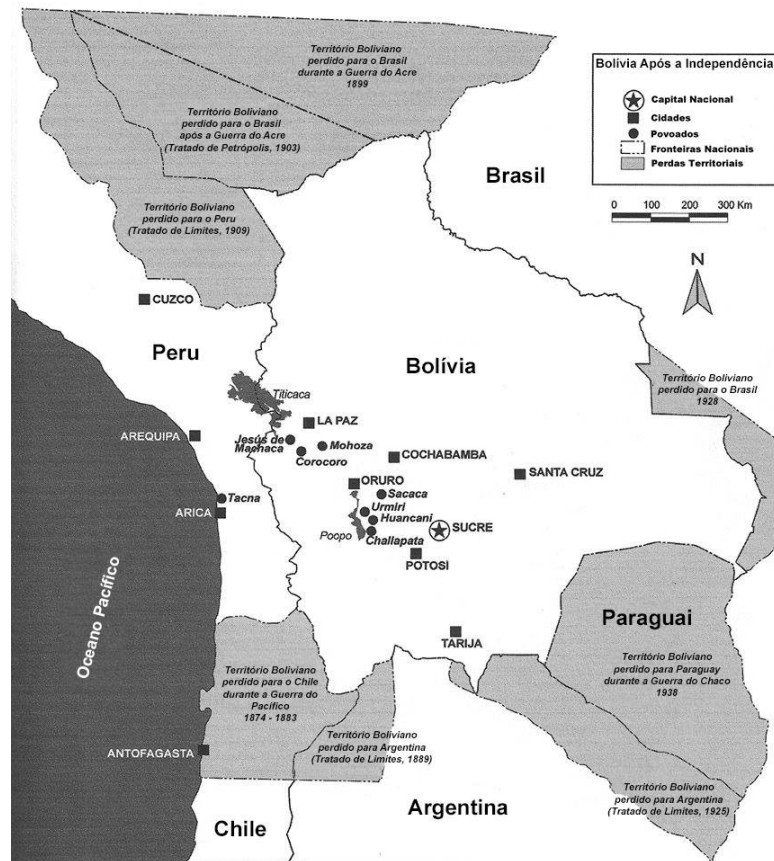 Território Boliviano
perdido para o Brasil
durante a Guerra do Acre
1899
Território Boliviano
perdido para o Brasil
após a Guerra do Acre
(Tratado de Petrópolis, 1903)
Território Boliviano
perdido para o Peru
(Tratado de Limites, 1909)
Bolívia Após a Independência
Capital Nacional
Cidades
Povoados
Fronteiras Nacionais
Perdas Territoriais
0 100 200 300 Km
N
Brasil
CUZCO
Peru
Bolívia
Titicaca
Território Boliviano
perdido para o Brasil
1928
LA PAZ
AREQUIPA
Jesús de
Machaca
Mohoza
Corocoro
COCHABAMBA
SANTA CRUZ
ORURO
Sacaca
Tacna
ARICA
Urmiri
Huancani
Challapata
Poopo
SUCRE
POTOSI
Oceano Pacífico
TARIJA
Paraguai
Território Boliviano
perdido para Paraguay
durante a Guerra do Chaco
1938
Território Boliviano
perdido para o Chile
durante a Guerra do
Pacífico
1874 - 1883
ANTOFAGASTA
Território Boliviano
perdido para Argentina
(Tratado de Limites, 1889)
Território Boliviano
perdido para Argentina
(Tratado de Limites, 1925)
Chile
Argentina